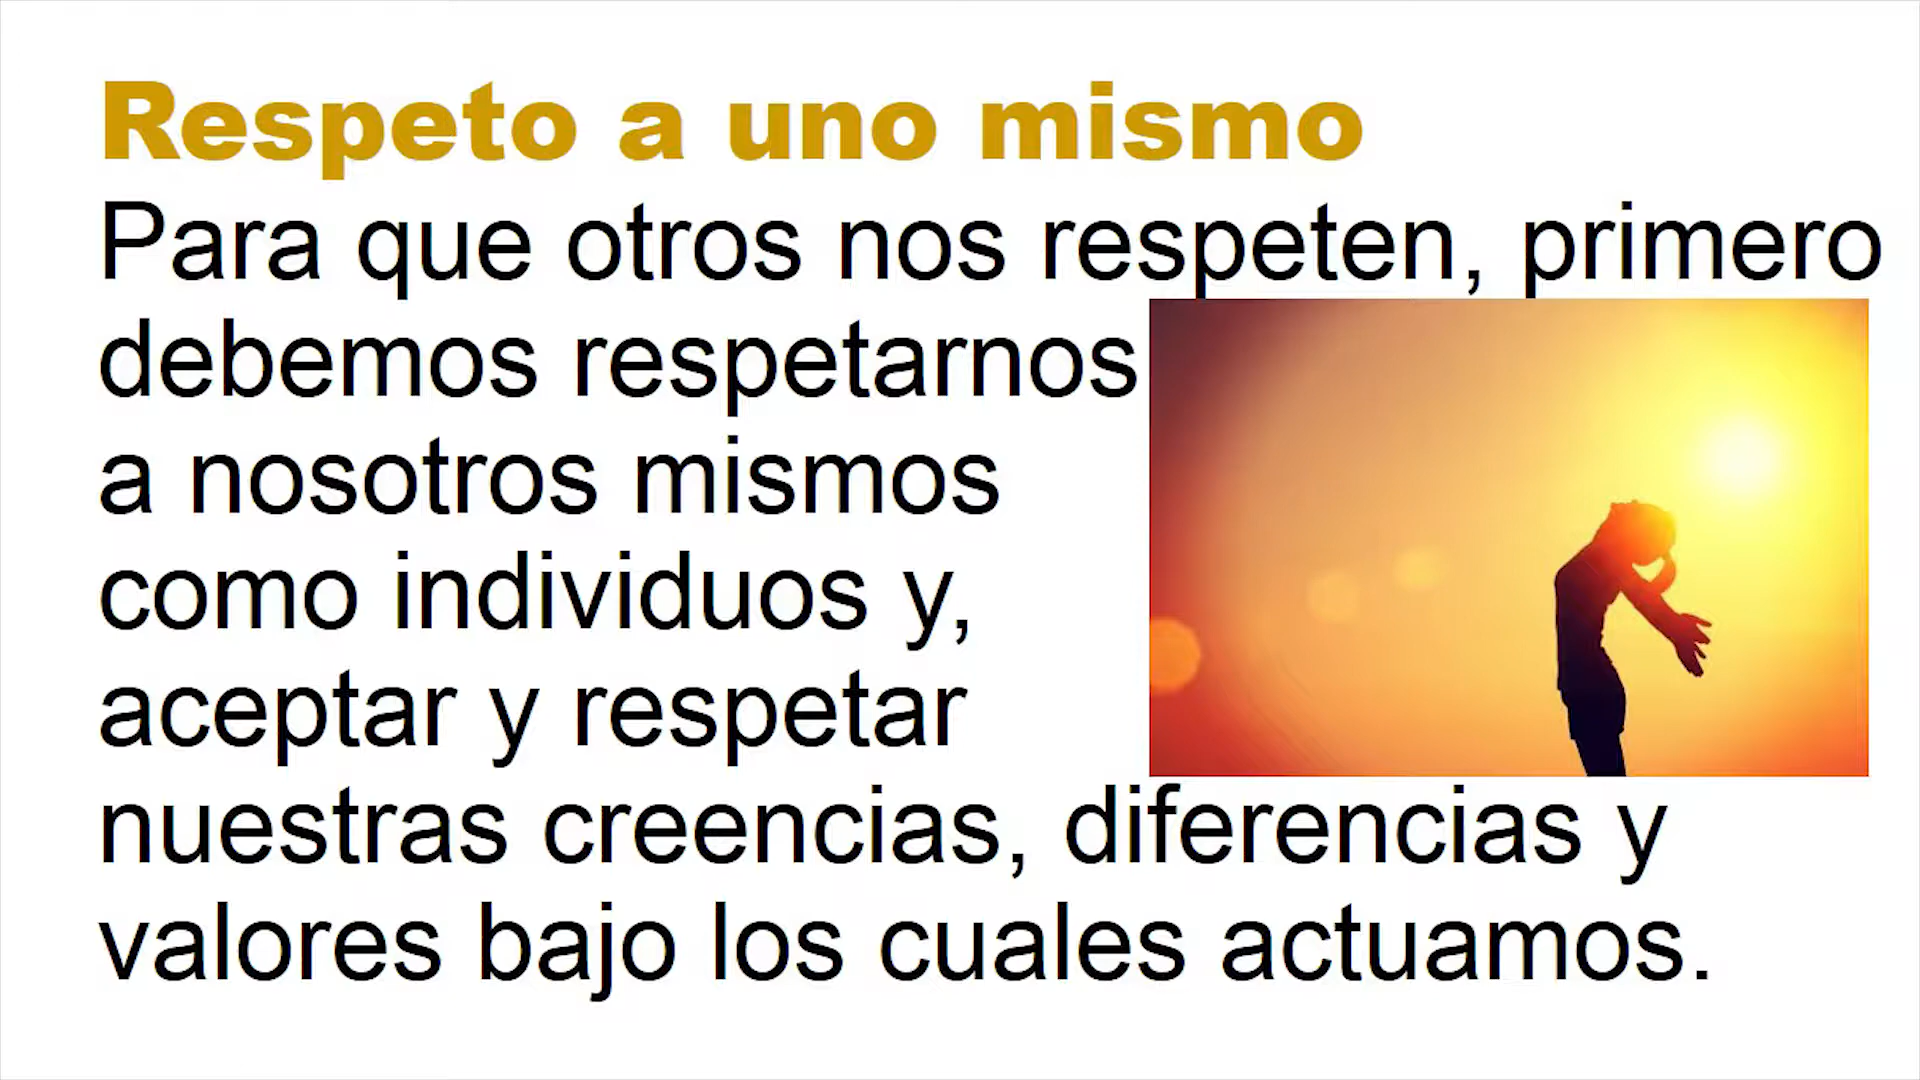 Respeto a uno mismo
Para que otros nos respeten, primero
debemos respetarnos
a nosotros mismos
como individuos y,
aceptar y respetar
nuestras creencias, diferencias y
valores bajo los cuales actuamos.